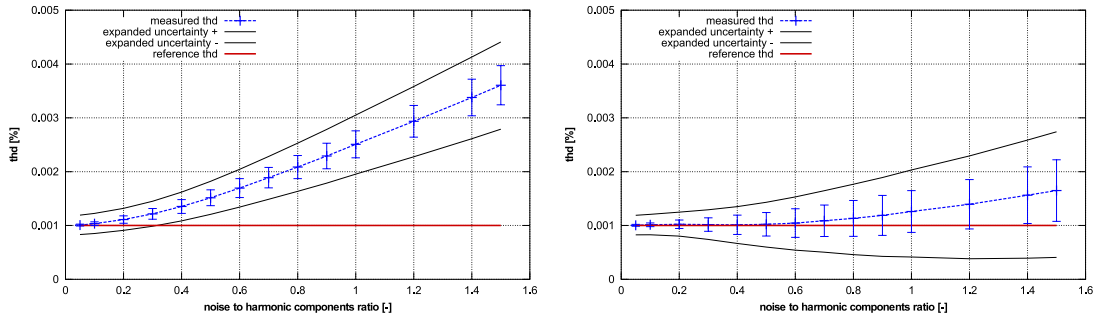 0.005
0.004
0.003
0.002
0.001
0
thd [%]
measured thd
expanded uncertainty +
expanded uncertainty -
reference thd
0 0.2 0.4 0.6 0.8 1 1.2 1.4 1.6
noise to harmonic components ratio [-]
0.005
0.004
0.003
0.002
0.001
0
thd [%]
measured thd
expanded uncertainty +
expanded uncertainty -
reference thd
0 0.2 0.4 0.6 0.8 1 1.2 1.4 1.6
noise to harmonic components ratio [-]